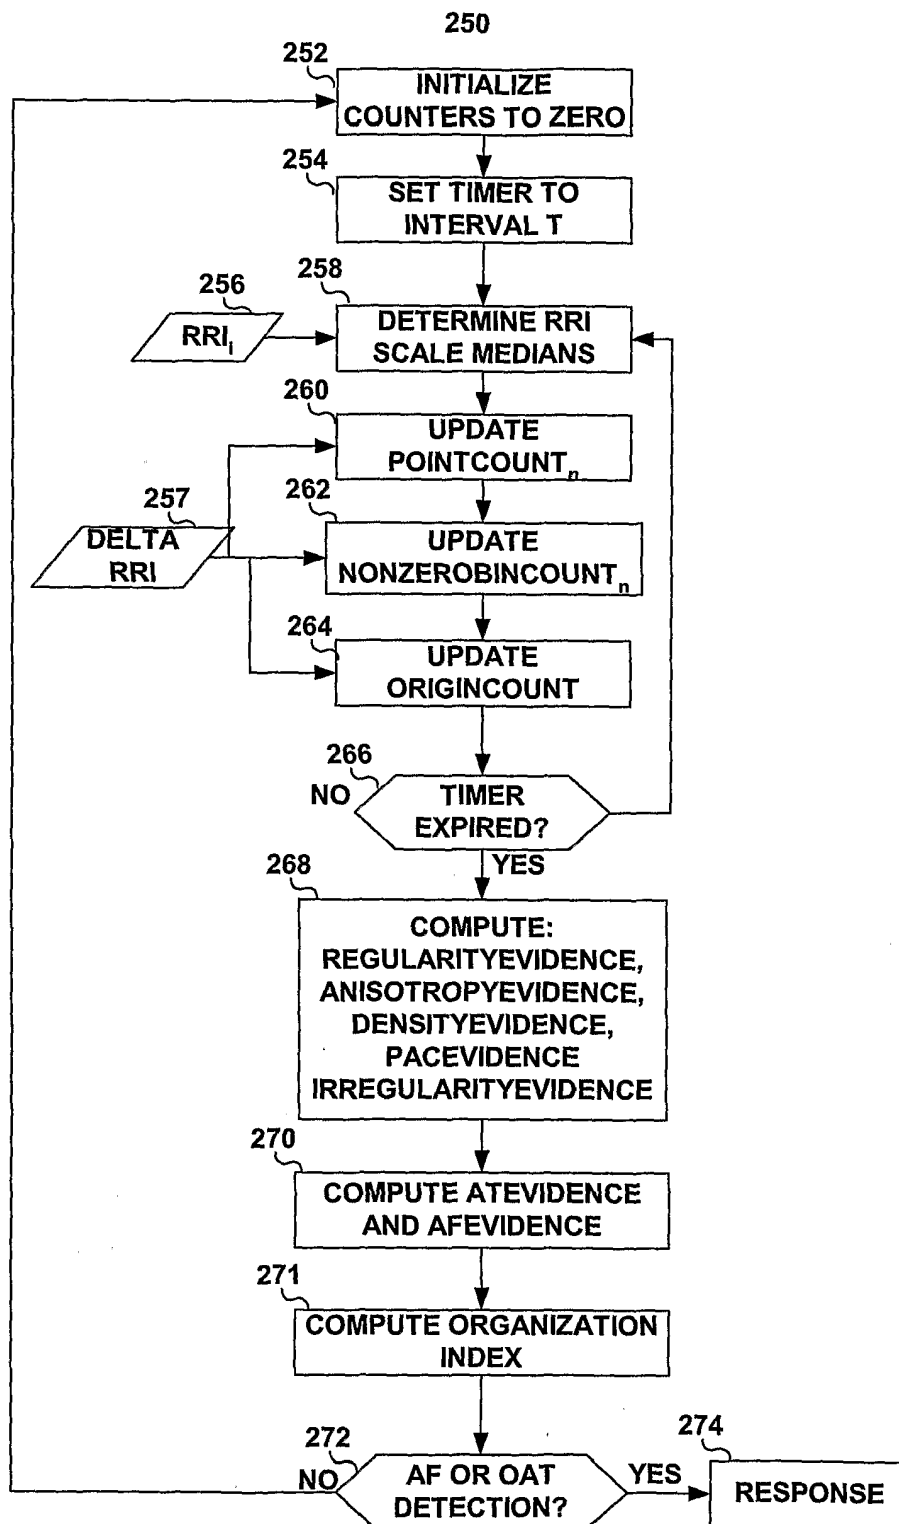 250
252
INITIALIZE
COUNTERS TO ZERO
254
SET TIMER TO
INTERVAL T
256
RRIi
258
DETERMINE RRI
SCALE MEDIANS
260
UPDATE
POINTCOUNTn
257
DELTA
RRI
262
UPDATE
NONZEROBINCOUNTn
264
UPDATE
ORIGINCOUNT
266
NO
TIMER
EXPIRED?
YES
268
COMPUTE:
REGULARITYEVIDENCE,
ANISOTROPYEVIDENCE,
DENSITYEVIDENCE,
PACEVIDENCE
IRREGULARITYEVIDENCE
270
COMPUTE ATEVIDENCE
AND AFEVIDENCE
271
COMPUTE ORGANIZATION
INDEX
272
NO
AF OR OAT
DETECTION?
YES
274
RESPONSE